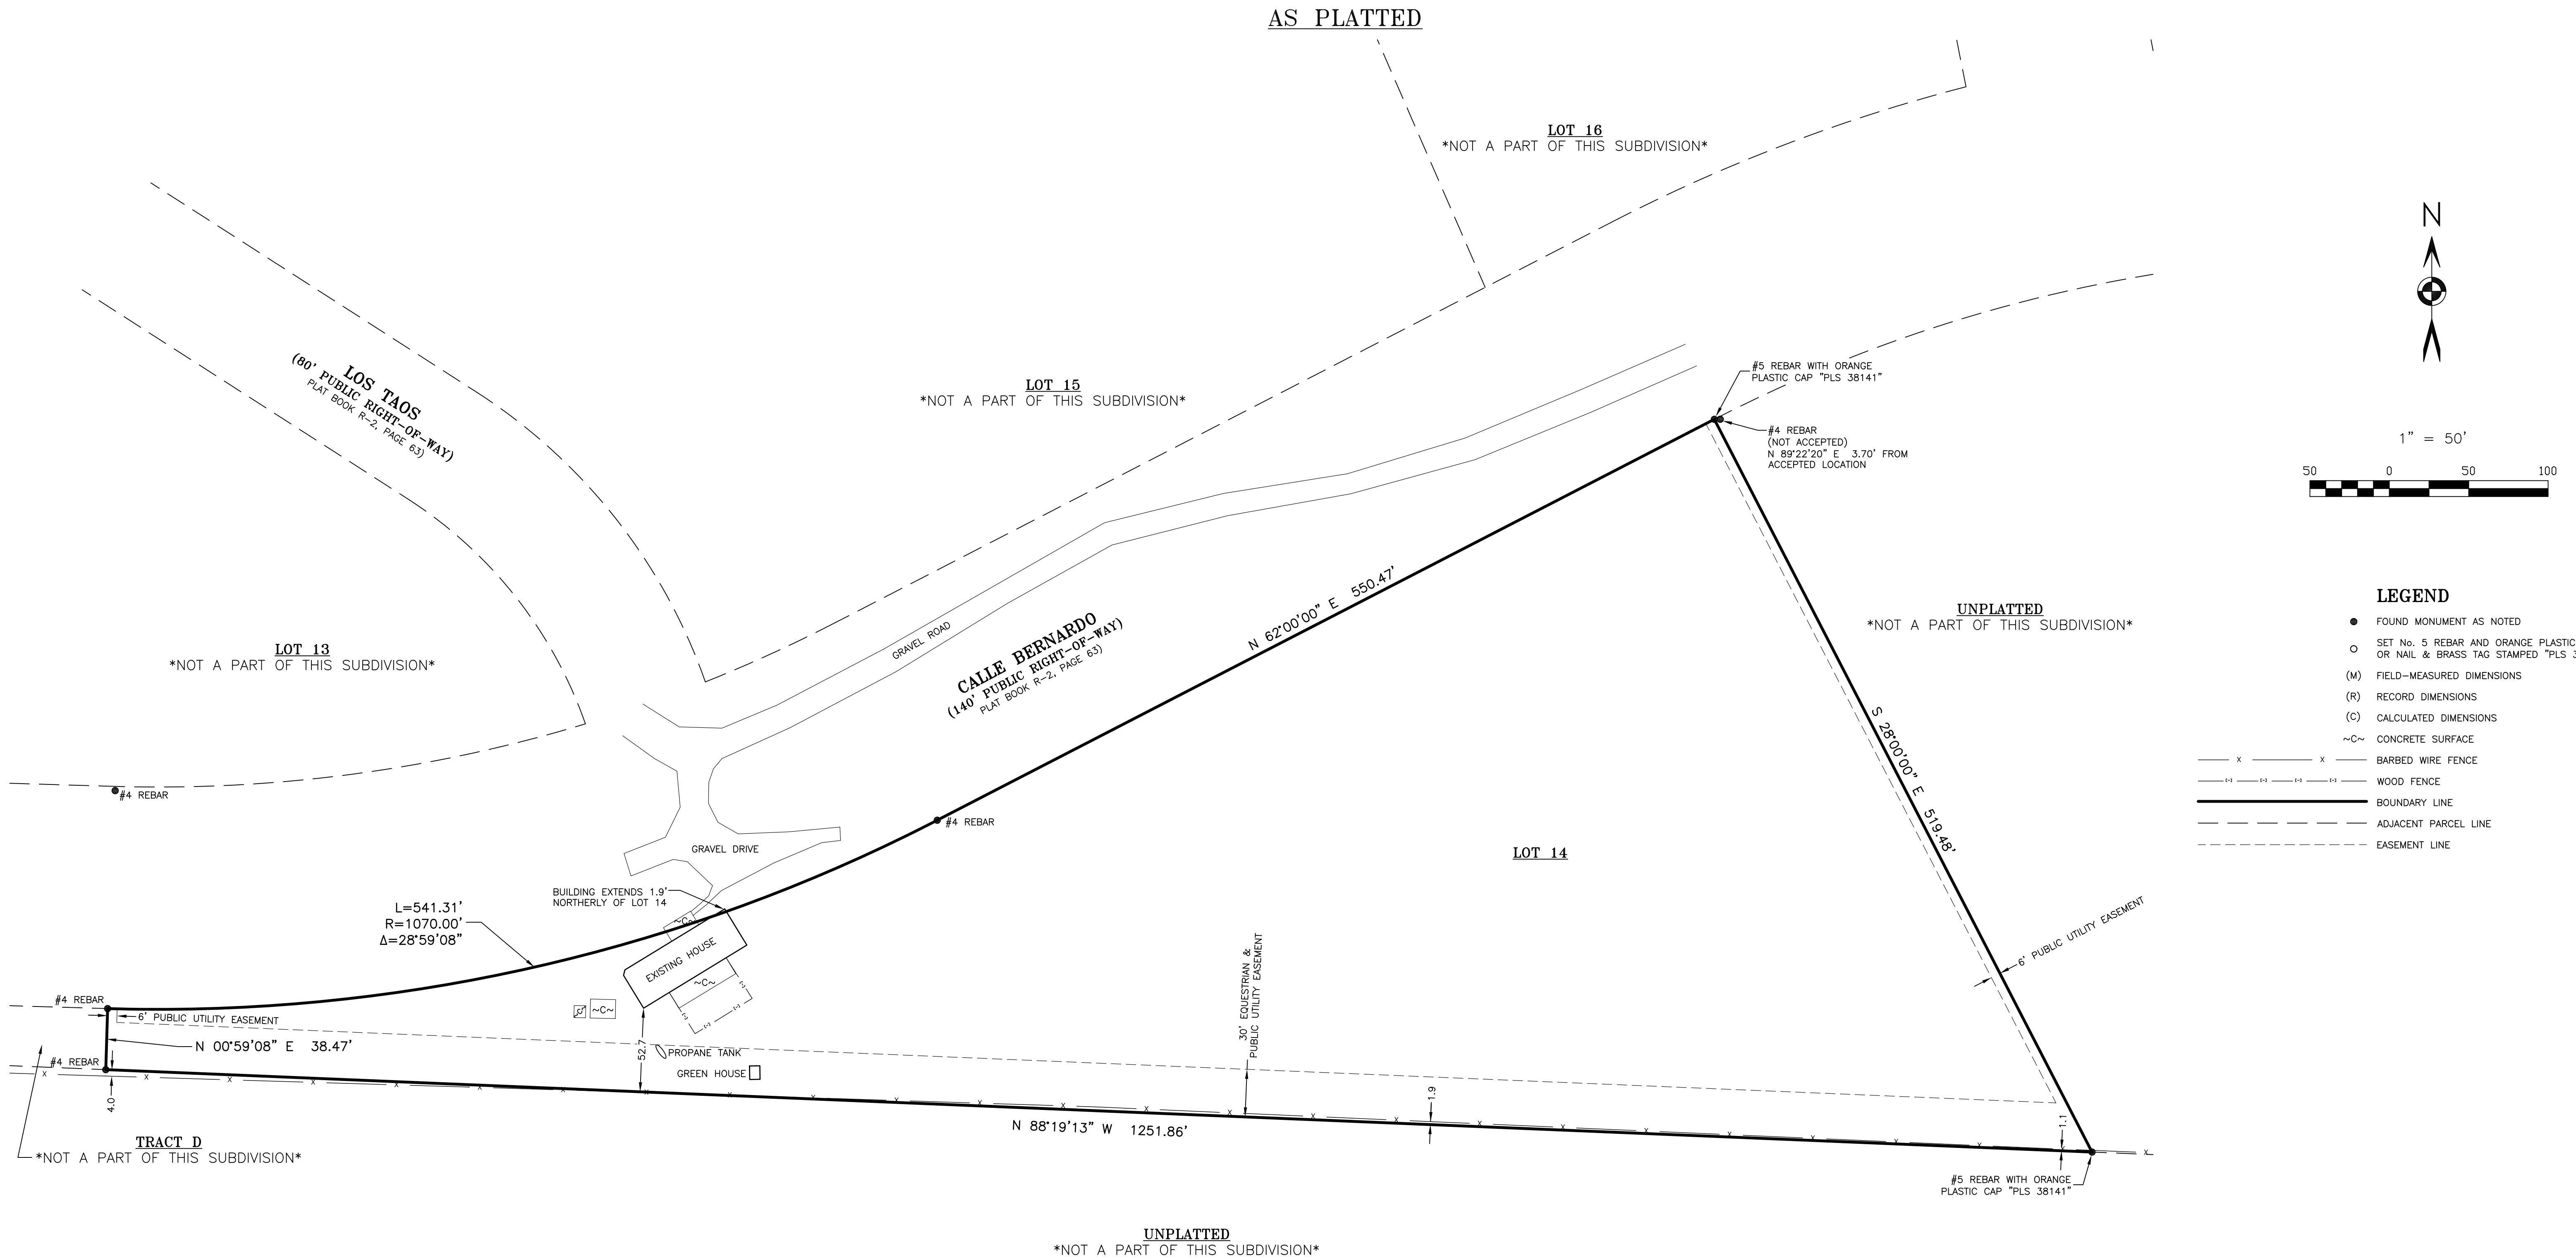 AS PLATTED
LOT 16
*NOT A PART OF THIS SUBDIVISION*
N
LOS TAOS
(80' PUBLIC RIGHT-OF-WAY)
PLAT BOOK R-2, PAGE 63)
LOT 15
*NOT A PART OF THIS SUBDIVISION*
#5 REBAR WITH ORANGE
PLASTIC CAP "PLS 38141"
#4 REBAR
(NOT ACCEPTED)
N 89°22'20" E 3.70' FROM
ACCEPTED LOCATION
1" = 50'
50 0 50 100
LOT 13
*NOT A PART OF THIS SUBDIVISION*
GRAVEL ROAD
CALLE BERNARDO
(140' PUBLIC RIGHT-OF-WAY)
PLAT BOOK R-2, PAGE 63)
N 62°00'00" E 550.47'
UNPLATTED
*NOT A PART OF THIS SUBDIVISION*
S 28°00'00" E 519.48'
LEGEND
FOUND MONUMENT AS NOTED
SET No. 5 REBAR AND ORANGE PLASTIC
OR NAIL & BRASS TAG STAMPED "PLS 3
(M) FIELD-MEASURED DIMENSIONS
(R) RECORD DIMENSIONS
(C) CALCULATED DIMENSIONS
~C~ CONCRETE SURFACE
X X BARBED WIRE FENCE
WOOD FENCE
BOUNDARY LINE
ADJACENT PARCEL LINE
EASEMENT LINE
#4 REBAR
#4 REBAR
GRAVEL DRIVE
LOT 14
BUILDING EXTENDS 1.9'
NORTHERLY OF LOT 14
~C~
L=541.31'
R=1070.00'
Δ=28°59'08"
EXISTING HOUSE
~C~
~C~
30' EQUESTRIAN &
PUBLIC UTILITY EASEMENT
6' PUBLIC UTILITY EASEMENT
#4 REBAR
6' PUBLIC UTILITY EASEMENT
N 00°59'08" E 38.47'
#4 REBAR
52.7
PROPANE TANK
GREEN HOUSE
4.0
1.9
1.1
N 88°19'13" W 1251.86'
TRACT D
*NOT A PART OF THIS SUBDIVISION*
#5 REBAR WITH ORANGE
PLASTIC CAP "PLS 38141"
UNPLATTED
*NOT A PART OF THIS SUBDIVISION*